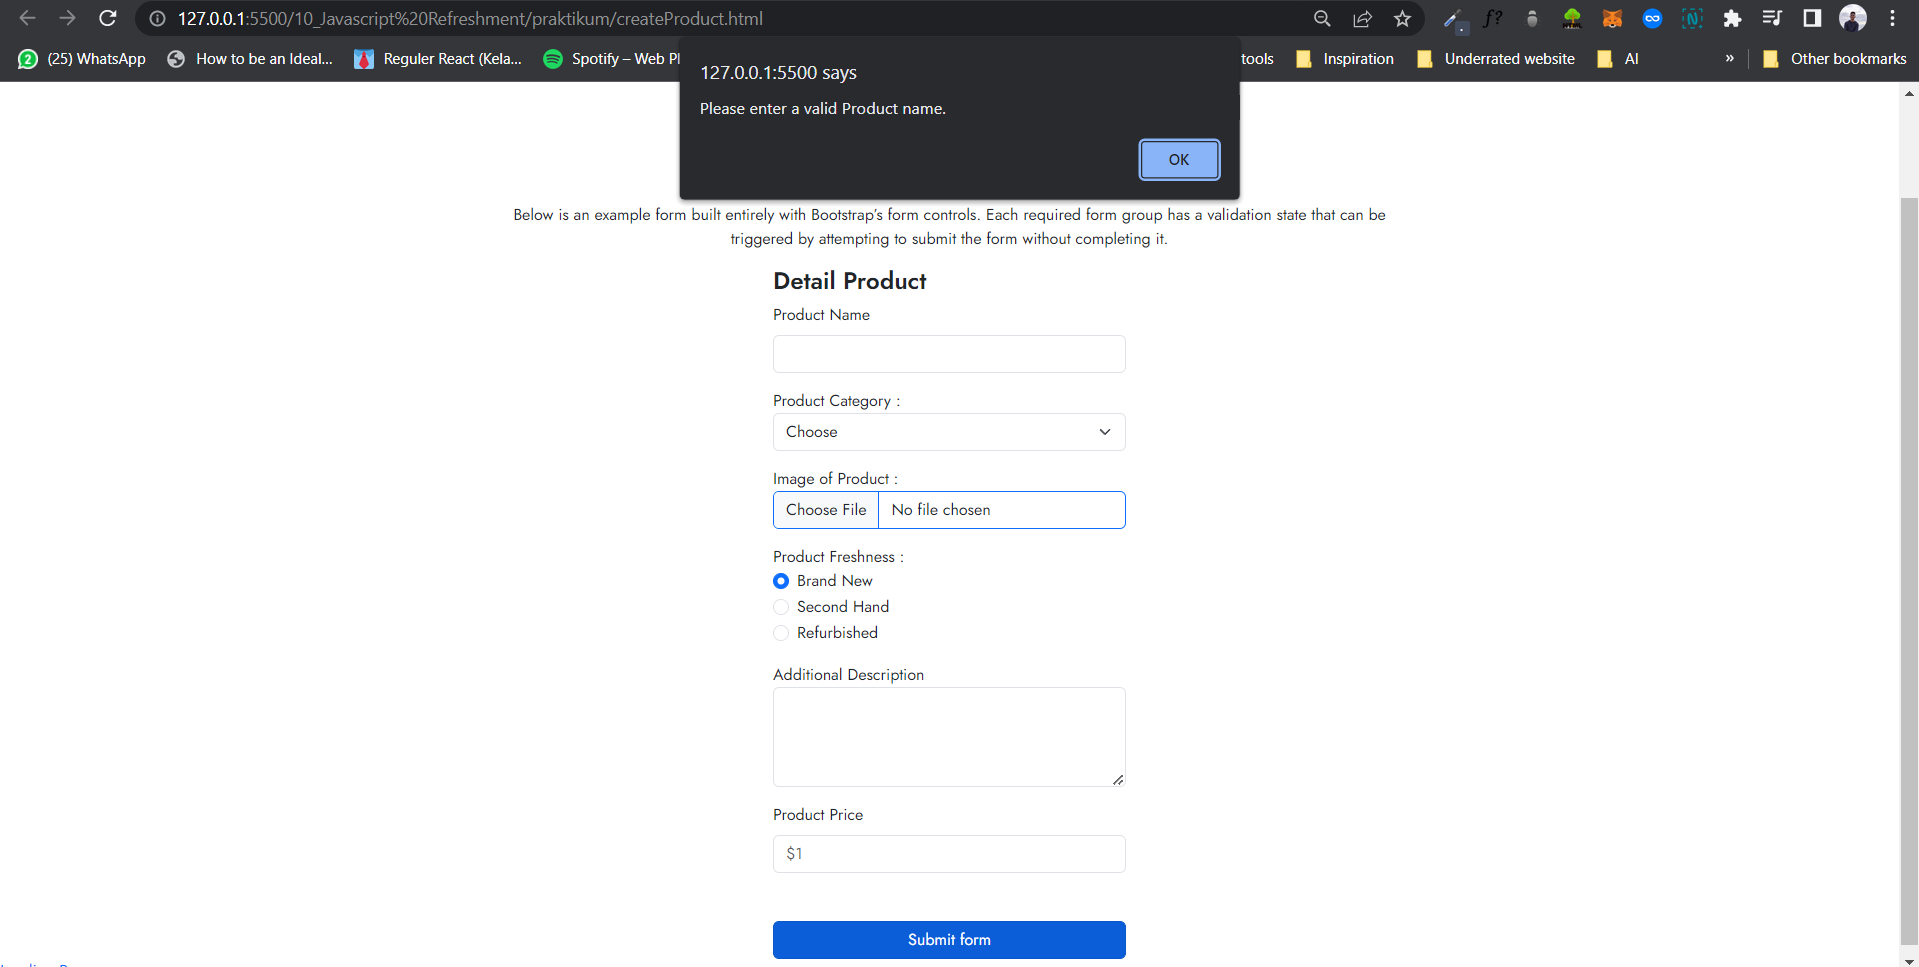 127.0.0.1:5500/10_Javascript%20Refreshment/praktikum/createProduct.html
(25) WhatsApp
How to be an Ideal...
Reguler React (Kela...
Spotify – Web Pl
tools
Inspiration
Underrated website
AI
»
Other bookmarks
127.0.0.1:5500 says
Please enter a valid Product name.
OK
Below is an example form built entirely with Bootstrap’s form controls. Each required form group has a validation state that can be
triggered by attempting to submit the form without completing it.
Detail Product
Product Name
Product Category :
Choose
Image of Product :
Choose File No file chosen
Product Freshness :
Brand New
Second Hand
Refurbished
Additional Description
Product Price
$1
Submit form